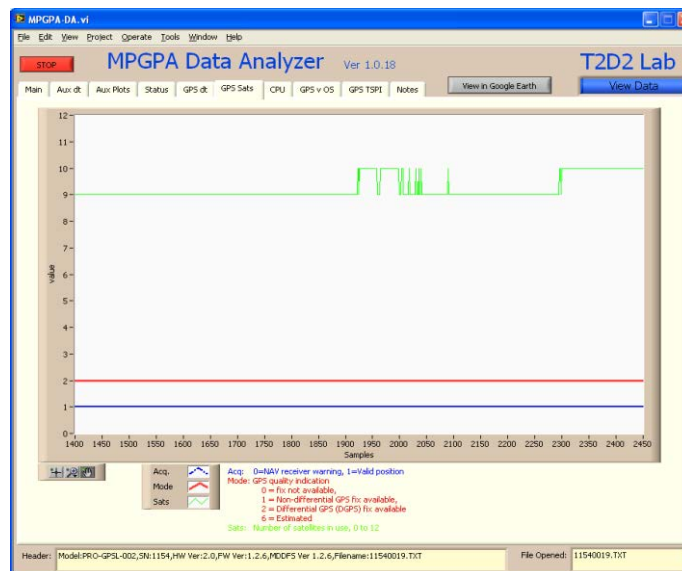 MPGPA-DA.vi
File Edit View Project Operate Tools Window Help
STOP
MPGPA Data Analyzer Ver 1.0.18
T2D2 Lab
Main Aux dt Aux Plots Status GPS dt GPS Sats CPU GPS v OS GPS TSPI Notes
View in Google Earth
View Data
12
11
10
9
8
7
6
5
4
3
2
1
0
value
1400 1450 1500 1550 1600 1650 1700 1750 1800 1850 1900 1950 2000 2050 2100 2150 2200 2250 2300 2350 2400 2450
Samples
Acq.
Mode
Sats
Acq: 0=NAV receiver warning, 1=Valid position
Mode: GPS quality indication
0 = fix not available,
1 = Non-differential GPS fix available,
2 = Differential GPS (DGPS) fix available
6 = Estimated
Sats: Number of satellites in use, 0 to 12
Header: Model:PRO-GPSL-002,SN:1154,HW Ver:2.0,FW Ver:1.2.6,MDDFS Ver 1.2.6,Filename:11540019.TXT
File Opened: 11540019.TXT